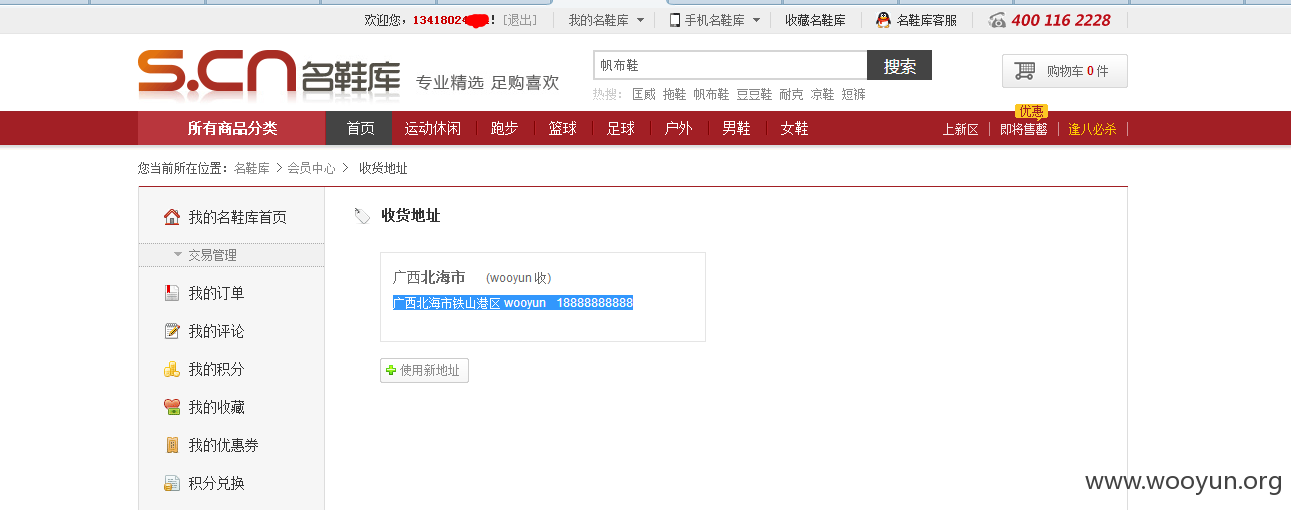 欢迎您，13418024 ! [退出] 我的名鞋库 手机名鞋库 收藏名鞋库 名鞋库客服 400 116 2228
S.CN 名鞋库 专业精选 足购喜欢 帆布鞋 搜索 购物车 0 件
热搜： 匡威 拖鞋 帆布鞋 豆豆鞋 耐克 凉鞋 短裤
优惠
所有商品分类 首页 运动休闲 跑步 篮球 足球 户外 男鞋 女鞋 上新区 即将售罄 逢八必杀
您当前所在位置：名鞋库 > 会员中心 > 收货地址
我的名鞋库首页
交易管理
我的订单
我的评论
我的积分
我的收藏
我的优惠券
积分兑换
收货地址
广西北海市 (wooyun 收)
广西北海市铁山港区 wooyun 18888888888
使用新地址
www.wooyun.org